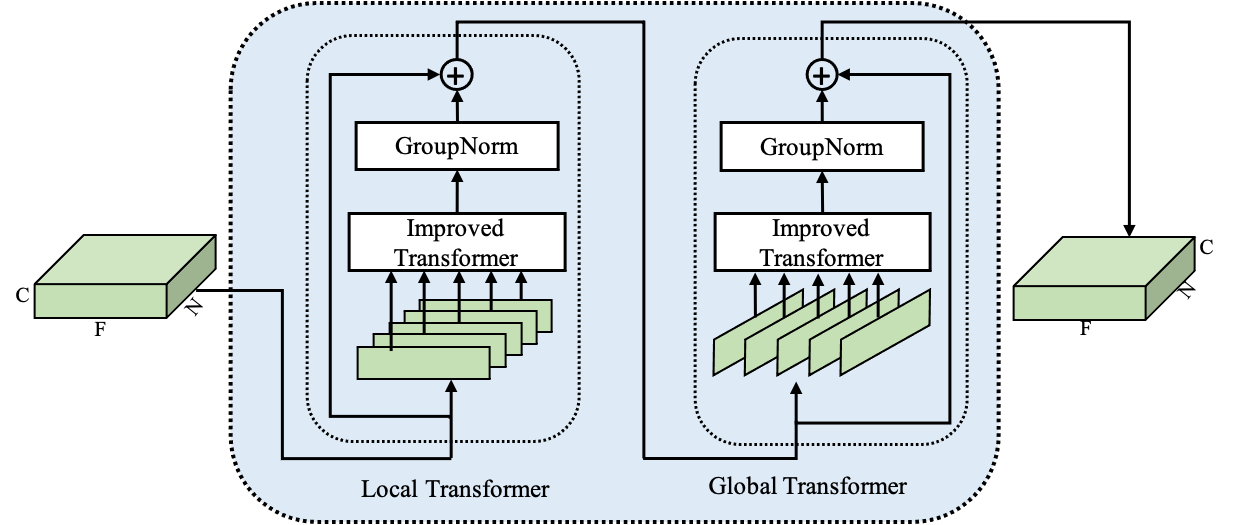 GroupNorm
Improved
Transformer
Local Transformer
GroupNorm
Improved
Transformer
Global Transformer
C
F
N
C
F
N